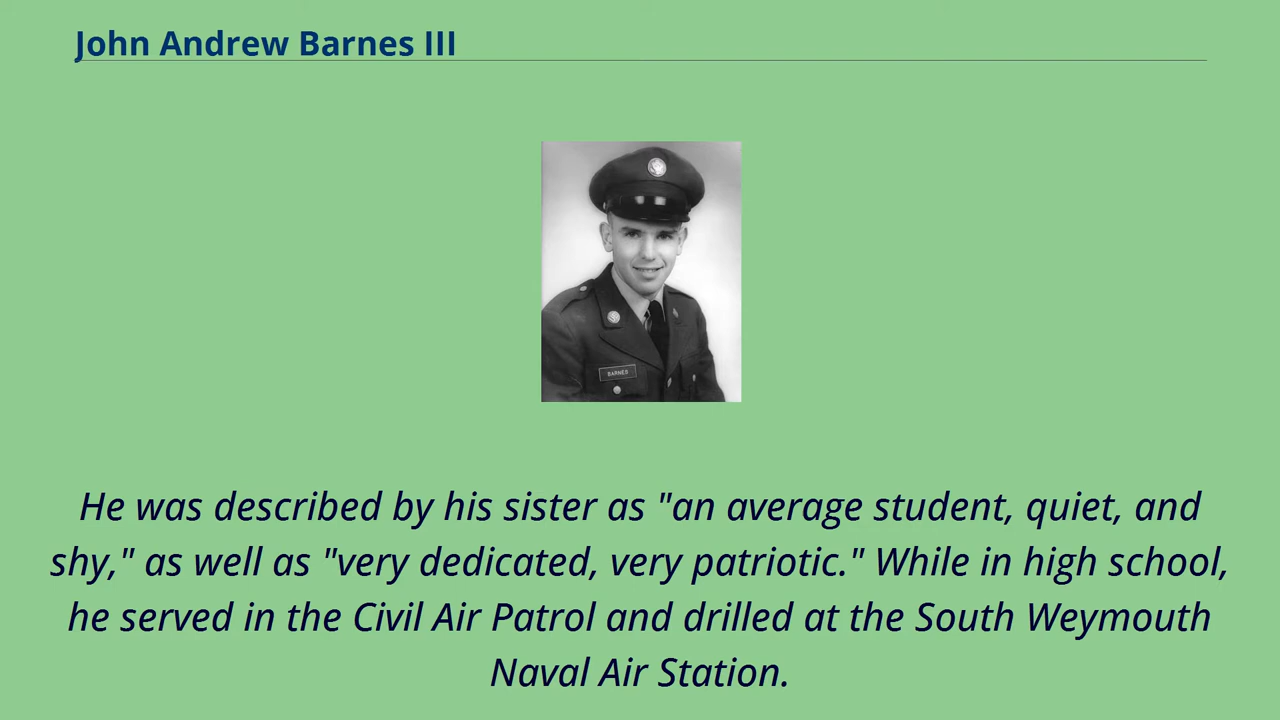 John Andrew Barnes III
BARNES
He was described by his sister as "an average student, quiet, and
shy," as well as "very dedicated, very patriotic." While in high school,
he served in the Civil Air Patrol and drilled at the South Weymouth
Naval Air Station.